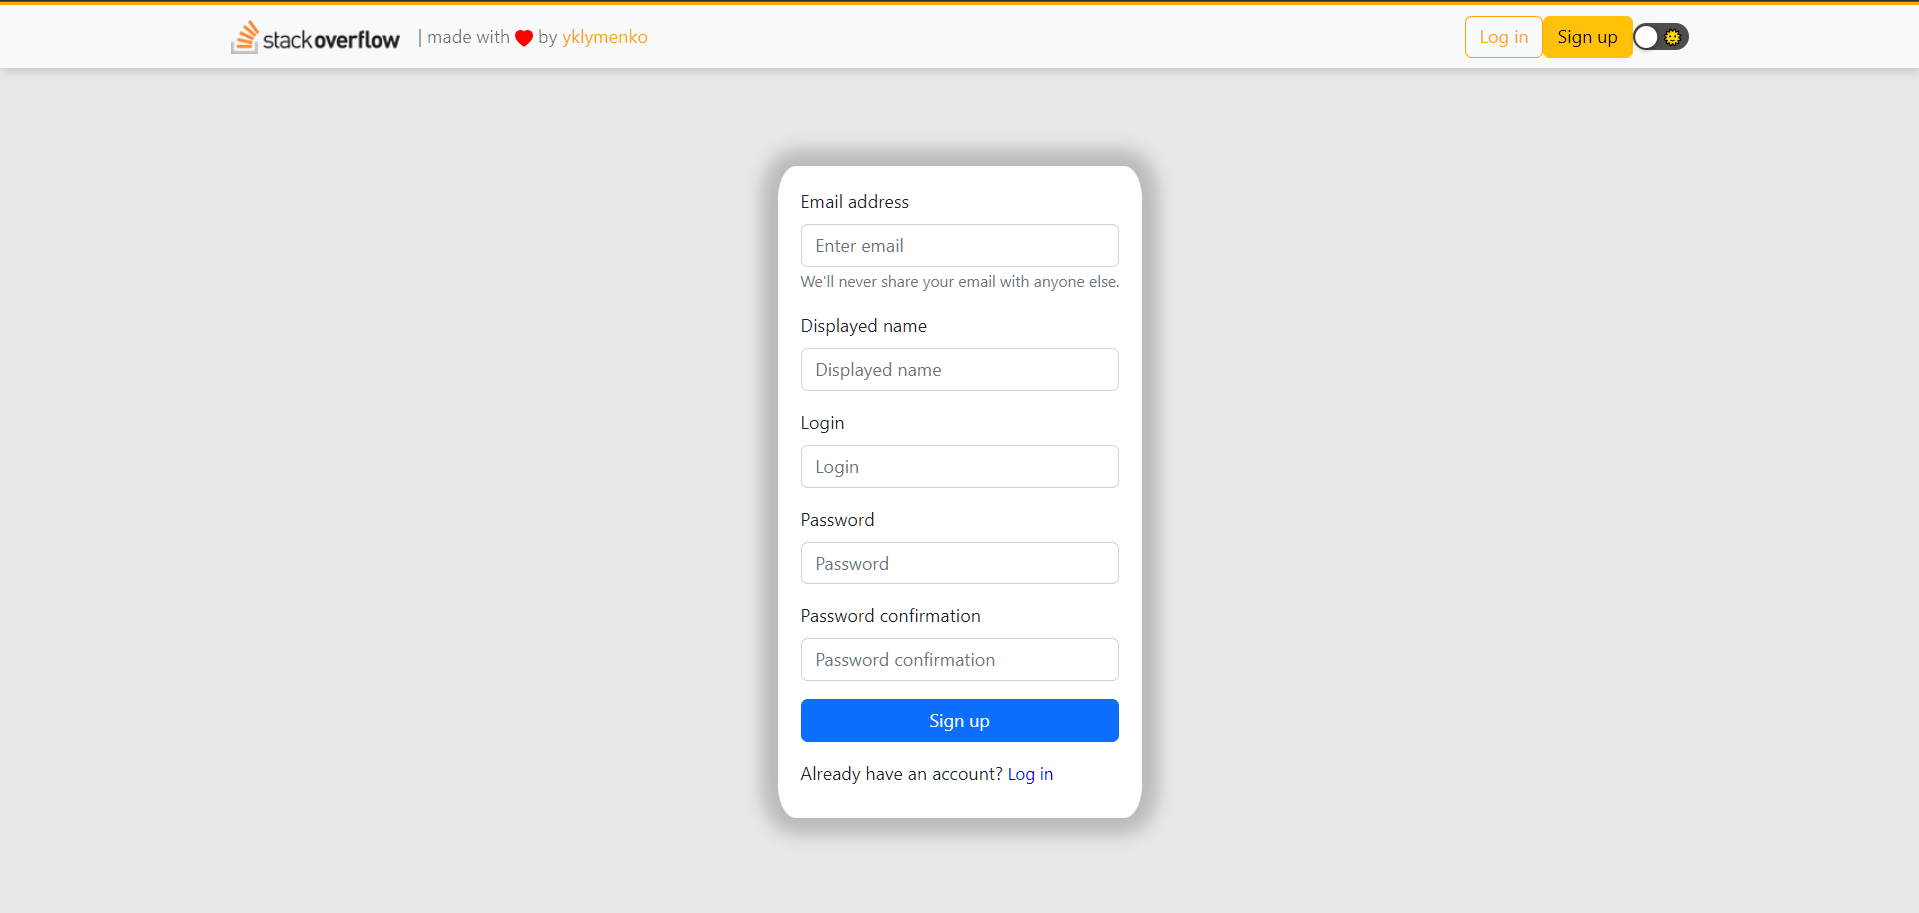 stackoverflow | made with ❤ by yklymenko Log in Sign up
Email address
Enter email
We'll never share your email with anyone else.
Displayed name
Displayed name
Login
Login
Password
Password
Password confirmation
Password confirmation
Sign up
Already have an account? Log in